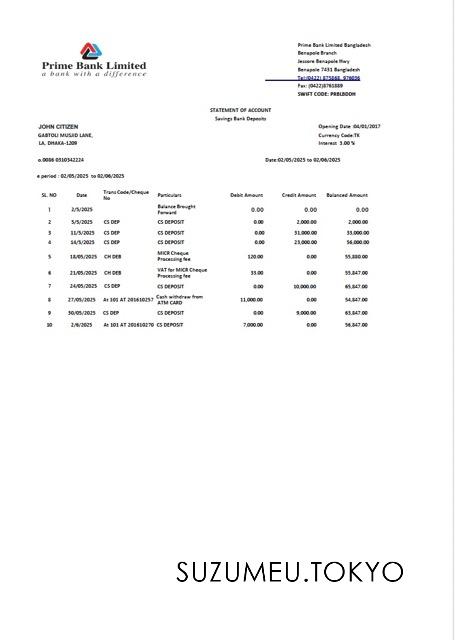 Prime Bank Limited
a bank with a difference
Prime Bank Limited Bangladesh
Benapole Branch
Jessore Benapole Hwy
Benapole 7431 Bangladesh
Tel:(0422) 875868, 976036
Fax: (0422)8761889
SWIFT CODE: PRBLBDDH
STATEMENT OF ACCOUNT
Savings Bank Deposits
JOHN CITIZEN
GABTOLI MUSJID LANE,
LA, DHAKA-1209
Opening Date :04/01/2017
Currency Code:TK
Interest 3.00 %
o.0086 0310342224
Date:02/05/2025 to 02/06/2025
e period : 02/05/2025 to 02/06/2025
SL. NO Date Trans Code/Cheque No Particulars Debit Amount Credit Amount Balanced Amount
1 2/5/2025 Balance Brought Forward 0.00 0.00 0.00
2 5/5/2025 CS DEP CS DEPOSIT 0.00 2,000.00 2,000.00
3 11/5/2025 CS DEP CS DEPOSIT 0.00 31,000.00 33,000.00
4 14/5/2025 CS DEP CS DEPOSIT 0.00 23,000.00 56,000.00
5 18/05/2025 CH DEB MICR Cheque Processing fee 120.00 0.00 55,880.00
6 21/05/2025 CH DEB VAT for MICR Cheque Processing fee 33.00 0.00 55,847.00
7 24/05/2025 CS DEP CS DEPOSIT 0.00 10,000.00 65,847.00
8 27/05/2025 At 101 AT 201610257 Cash withdraw from ATM CARD 11,000.00 0.00 54,847.00
9 30/05/2025 CS DEP CS DEPOSIT 0.00 9,000.00 63,847.00
10 2/6/2025 At 101 AT 201610270 CS DEPOSIT 7,000.00 0.00 56,847.00
SUZUMEU.TOKYO